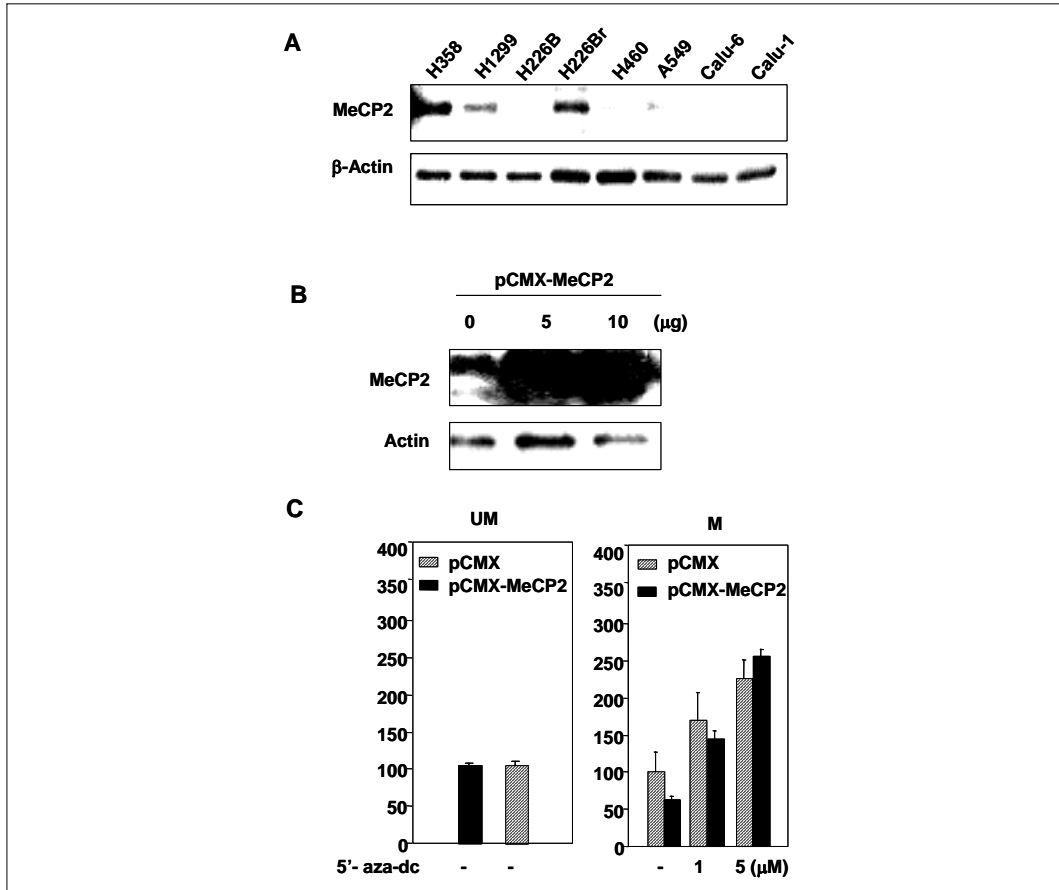 A
H358 H1299 H226B H226Br H460 A549 Calu-6 Calu-1
MeCP2
β-Actin
B
pCMX-MeCP2
0 5 10 (μg)
MeCP2
Actin
C
UM
400
350
300
250
200
150
100
50
0
pCMX
pCMX-MeCP2
5'- aza-dc - -
M
400
350
300
250
200
150
100
50
0
pCMX
pCMX-MeCP2
- 1 5 (μM)